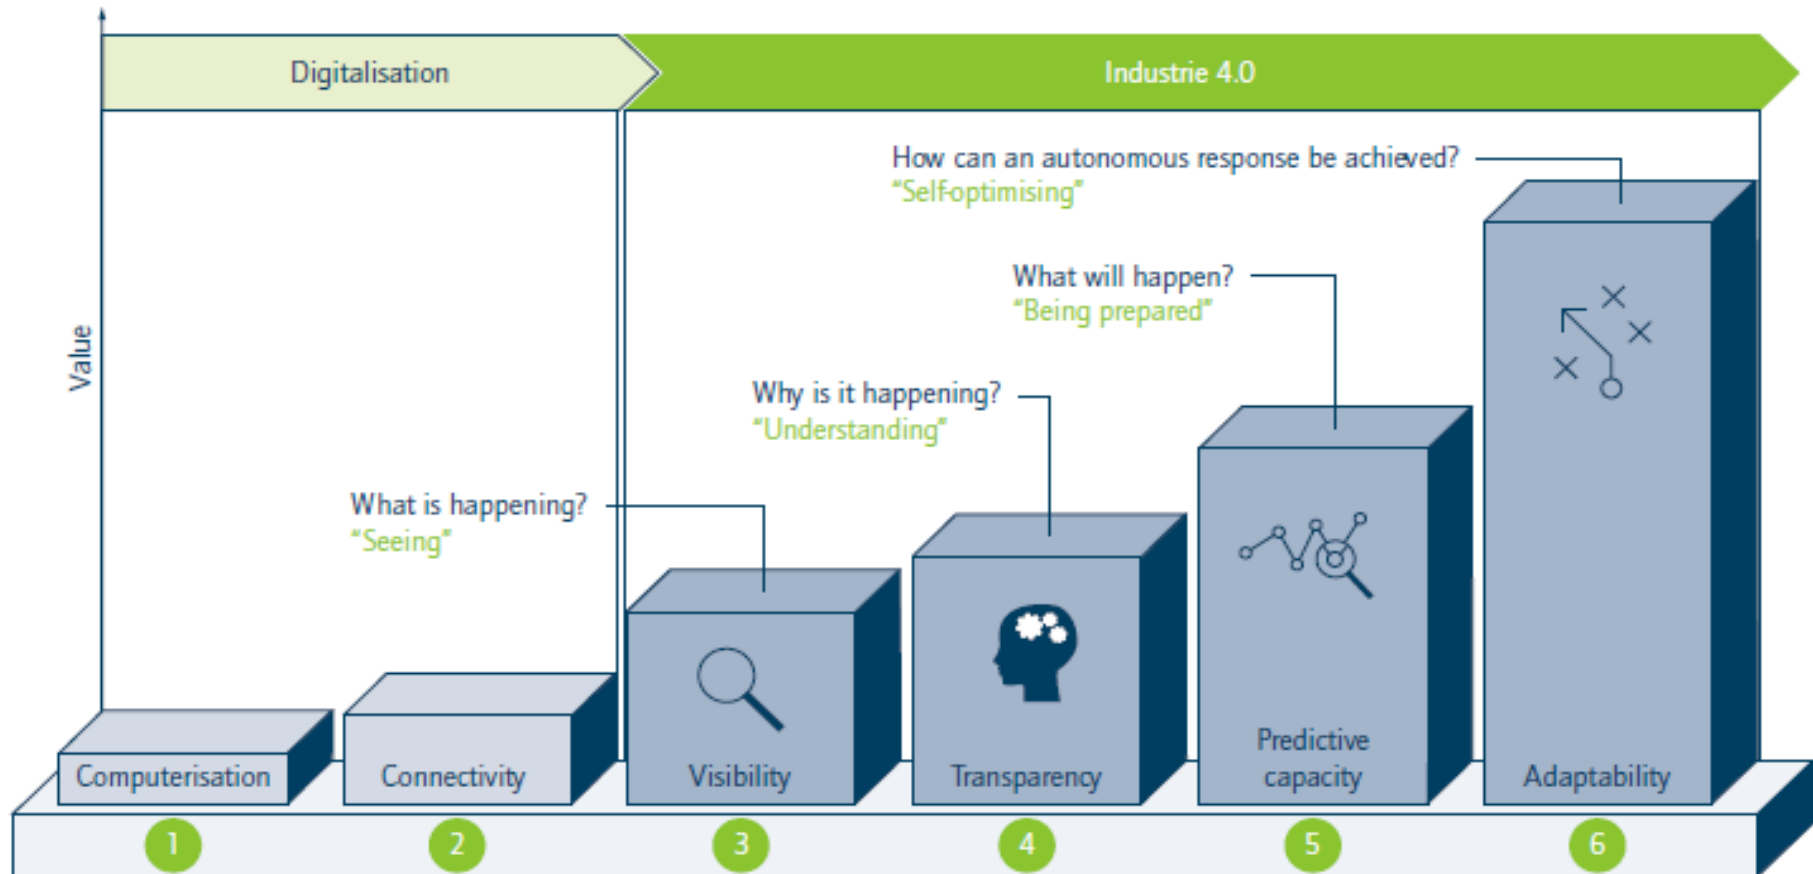 Digitalisation
Industrie 4.0
How can an autonomous response be achieved?
“Self-optimising”
What will happen?
“Being prepared”
Value
Why is it happening?
“Understanding”
What is happening?
“Seeing”
Computerisation
Connectivity
Visibility
Transparency
Predictive
capacity
Adaptability
1
2
3
4
5
6